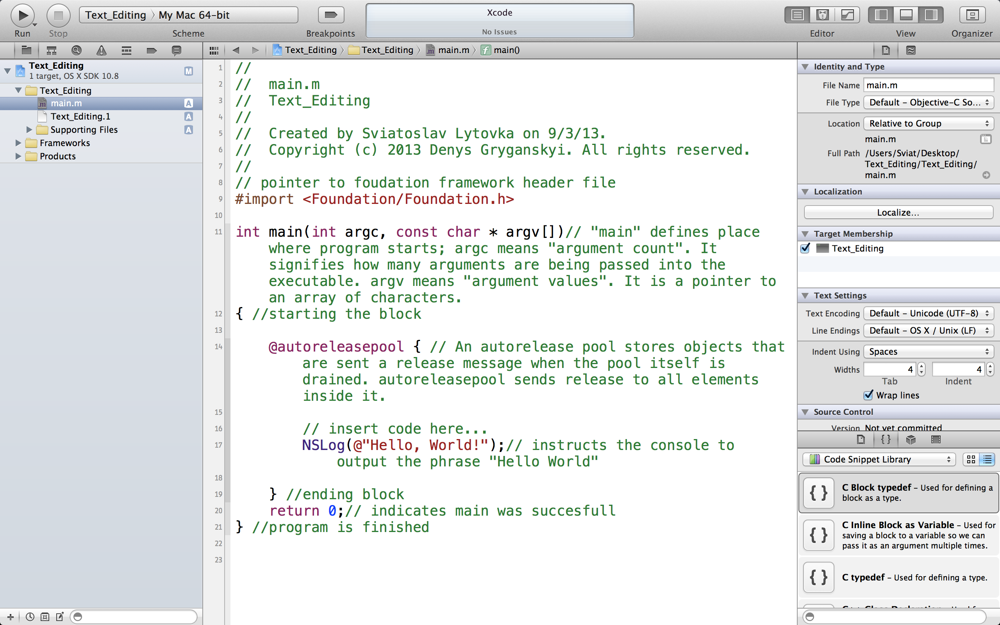 Xcode
Text_Editing My Mac 64-bit
No Issues
Run Stop Scheme Breakpoints Editor View Organizer
Text_Editing Text_Editing main.m main()
Text_Editing
1 target, OS X SDK 10.8
M
Text_Editing
main.m A
Text_Editing.1 A
Supporting Files A
Frameworks
Products
1 //
2 //  main.m
3 //  Text_Editing
4 //
5 //  Created by Sviatoslav Lytovka on 9/3/13.
6 //  Copyright (c) 2013 Denys Gryganskyi. All rights reserved.
7 //
8 // pointer to foudation framework header file
9 #import <Foundation/Foundation.h>
10
11 int main(int argc, const char * argv[])// "main" defines place
where program starts; argc means "argument count". It
signifies how many arguments are being passed into the
executable. argv means "argument values". It is a pointer to
an array of characters.
12 { //starting the block
13
14 @autoreleasepool { // An autorelease pool stores objects that
are sent a release message when the pool itself is
drained. autoreleasepool sends release to all elements
inside it.
15
16 // insert code here...
17 NSLog(@"Hello, World!");// instructs the console to
output the phrase "Hello World"
18
19 } //ending block
20 return 0;// indicates main was succesfull
21 } //program is finished
22
23
Identity and Type
File Name main.m
File Type Default – Objective-C So...
Location Relative to Group
main.m
Full Path /Users/Sviat/Desktop/
Text_Editing/Text_Editing/
main.m
Localization
Localize...
Target Membership
Text_Editing
Text Settings
Text Encoding Default – Unicode (UTF-8)
Line Endings Default – OS X / Unix (LF)
Indent Using Spaces
Widths 4 4
Tab Indent
Wrap lines
Source Control
Version Not yet committed
{ }
Code Snippet Library
{ } C Block typedef – Used for defining a
block as a type.
{ } C Inline Block as Variable – Used for
saving a block to a variable so we can
pass it as an argument multiple times.
{ } C typedef – Used for defining a type.